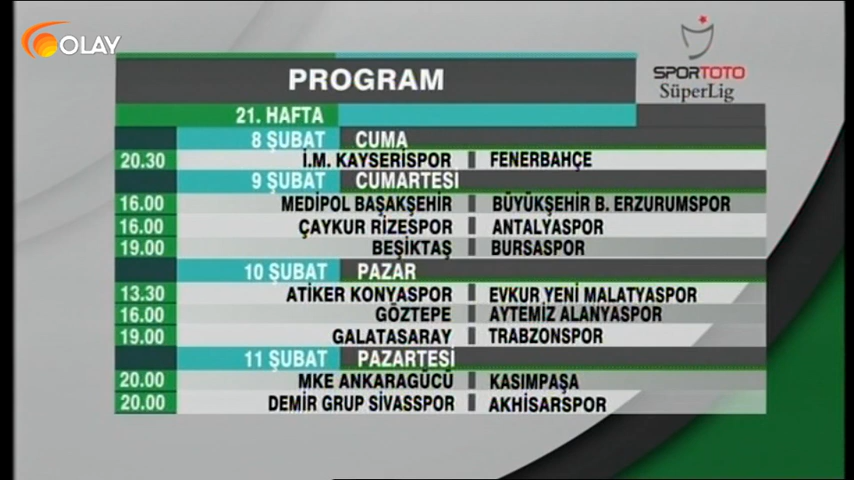 OLAY
SPORTOTO
SüperLig
PROGRAM
21. HAFTA
8 ŞUBAT CUMA
20.30 İ.M. KAYSERİSPOR FENERBAHÇE
9 ŞUBAT CUMARTESİ
16.00 MEDİPOL BAŞAKŞEHİR BÜYÜKŞEHİR B. ERZURUMSPOR
16.00 ÇAYKUR RİZESPOR ANTALYASPOR
19.00 BEŞİKTAŞ BURSASPOR
10 ŞUBAT PAZAR
13.30 ATİKER KONYASPOR EVKUR YENİ MALATYASPOR
16.00 GÖZTEPE AYTEMİZ ALANYASPOR
19.00 GALATASARAY TRABZONSPOR
11 ŞUBAT PAZARTESİ
20.00 MKE ANKARAGÜCÜ KASIMPAŞA
20.00 DEMİR GRUP SİVASSPOR AKHİSARSPOR